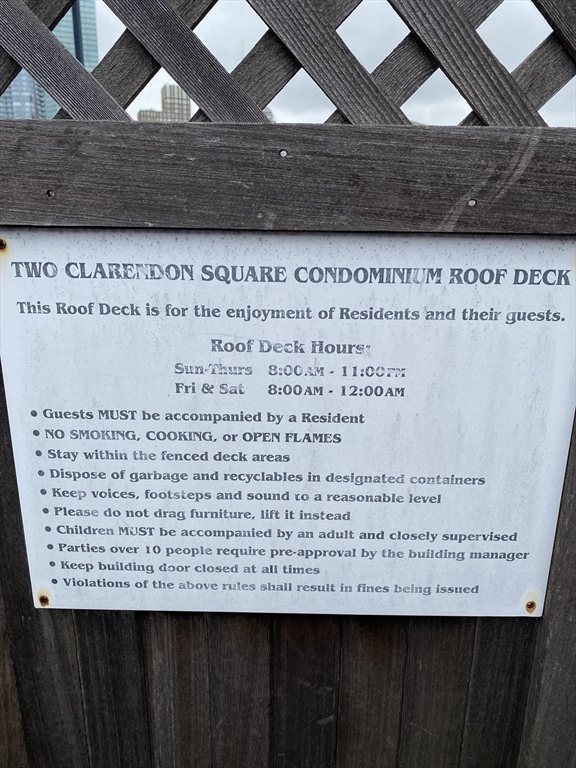 TWO CLARENDON SQUARE CONDOMINIUM ROOF DECK
This Roof Deck is for the enjoyment of Residents and their guests.
Roof Deck Hours:
Sun-Thurs 8:00AM - 11:00PM
Fri & Sat 8:00AM - 12:00AM
• Guests MUST be accompanied by a Resident
• NO SMOKING, COOKING, or OPEN FLAMES
• Stay within the fenced deck areas
• Dispose of garbage and recyclables in designated containers
• Keep voices, footsteps and sound to a reasonable level
• Please do not drag furniture, lift it instead
• Children MUST be accompanied by an adult and closely supervised
• Parties over 10 people require pre-approval by the building manager
• Keep building door closed at all times
• Violations of the above rules shall result in fines being issued